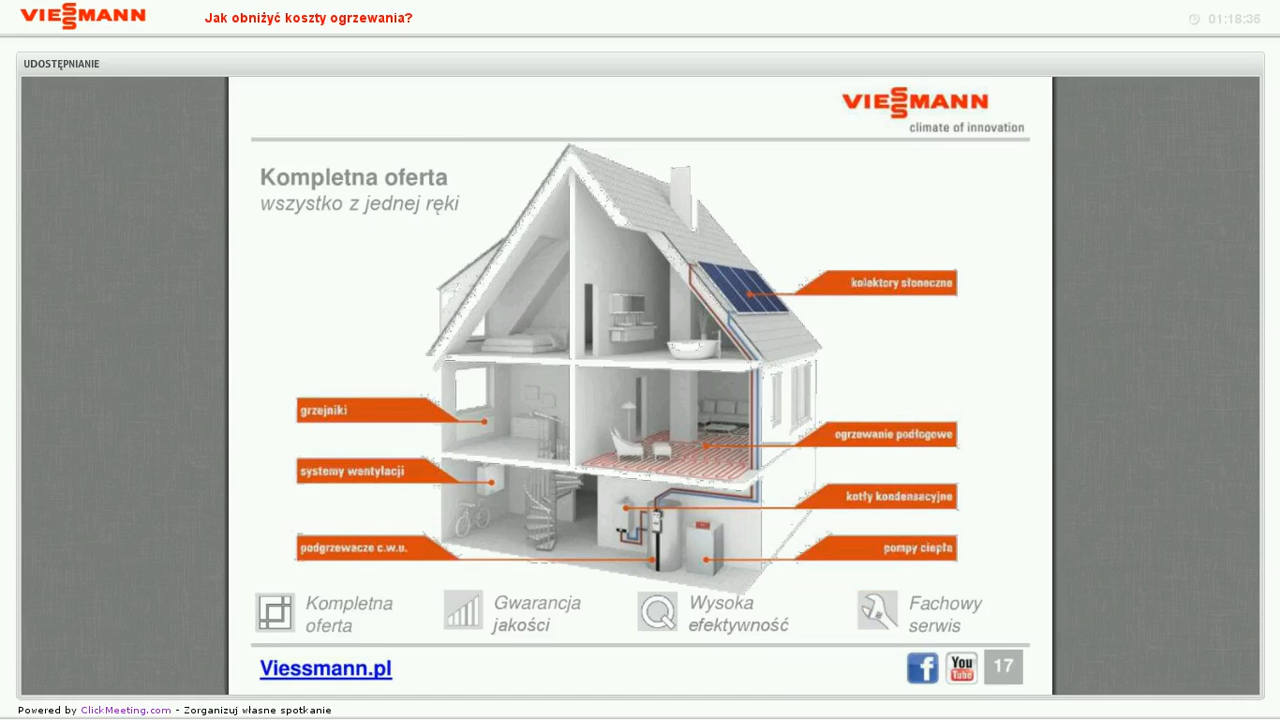 VIESSMANN
Jak obniżyć koszty ogrzewania?
01:18:36
UDOSTĘPNIANIE
VIESSMANN
climate of innovation
Kompletna oferta
wszystko z jednej ręki
kolektory słoneczne
grzejniki
ogrzewanie podłogowe
systemy wentylacji
kotły kondensacyjne
podgrzewacze c.w.u.
pompy ciepła
Kompletna
oferta
Gwarancja
jakości
Wysoka
efektywność
Fachowy
serwis
Viessmann.pl
f
You
Tube
17
Powered by ClickMeeting.com - Zorganizuj własne spotkanie